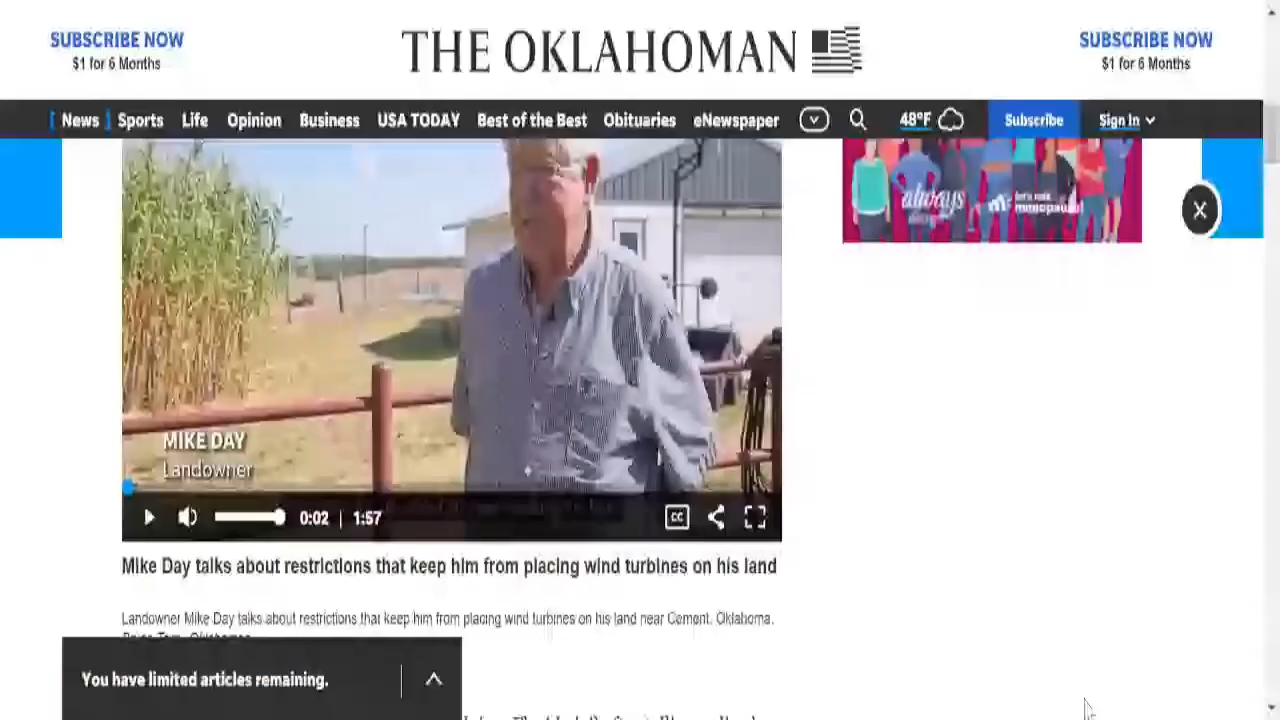 SUBSCRIBE NOW
$1 for 6 Months
THE OKLAHOMAN
SUBSCRIBE NOW
$1 for 6 Months
News Sports Life Opinion Business USA TODAY Best of the Best Obituaries eNewspaper 48°F Subscribe Sign In
always
menopause
MIKE DAY
Landowner
0:02 | 1:57 CC
Mike Day talks about restrictions that keep him from placing wind turbines on his land
Landowner Mike Day talks about restrictions that keep him from placing wind turbines on his land near Cement, Oklahoma.
You have limited articles remaining.